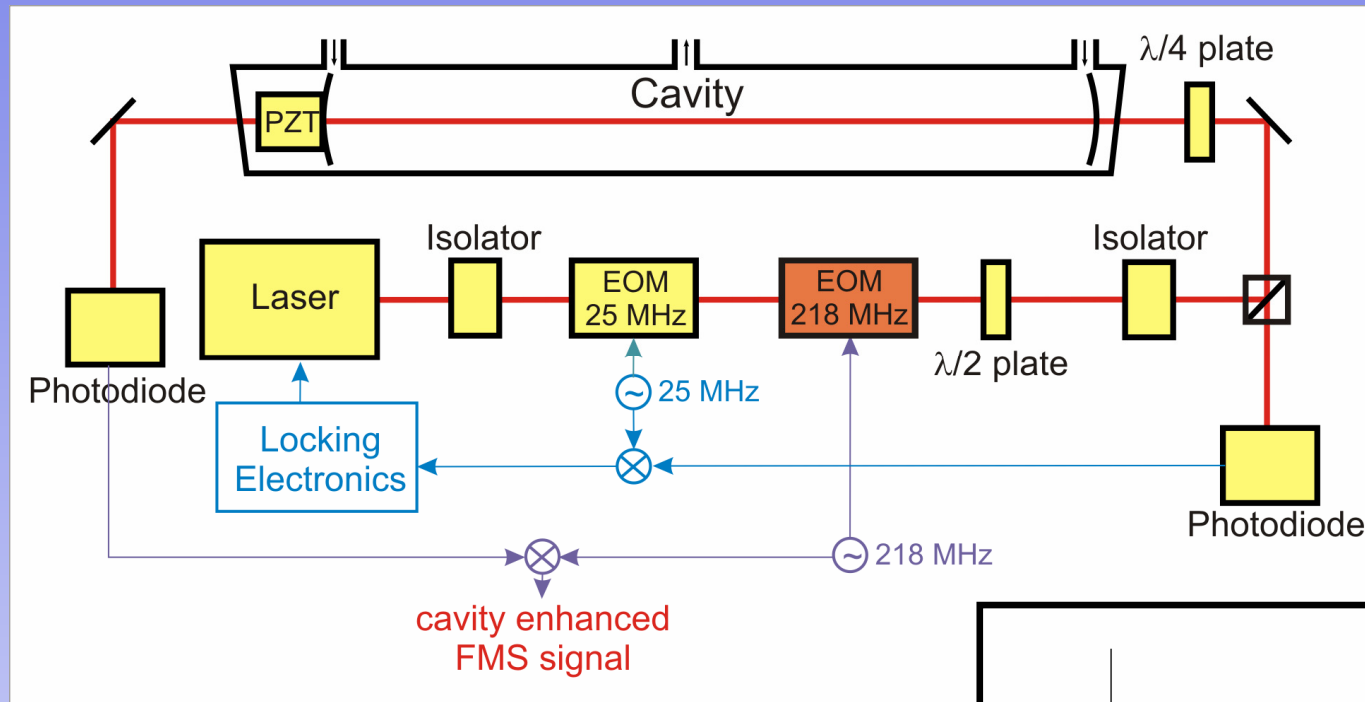 λ/4 plate
Cavity
PZT
Isolator
Isolator
Laser
EOM
25 MHz
EOM
218 MHz
λ/2 plate
Photodiode
25 MHz
Locking
Electronics
Photodiode
218 MHz
cavity enhanced
FMS signal